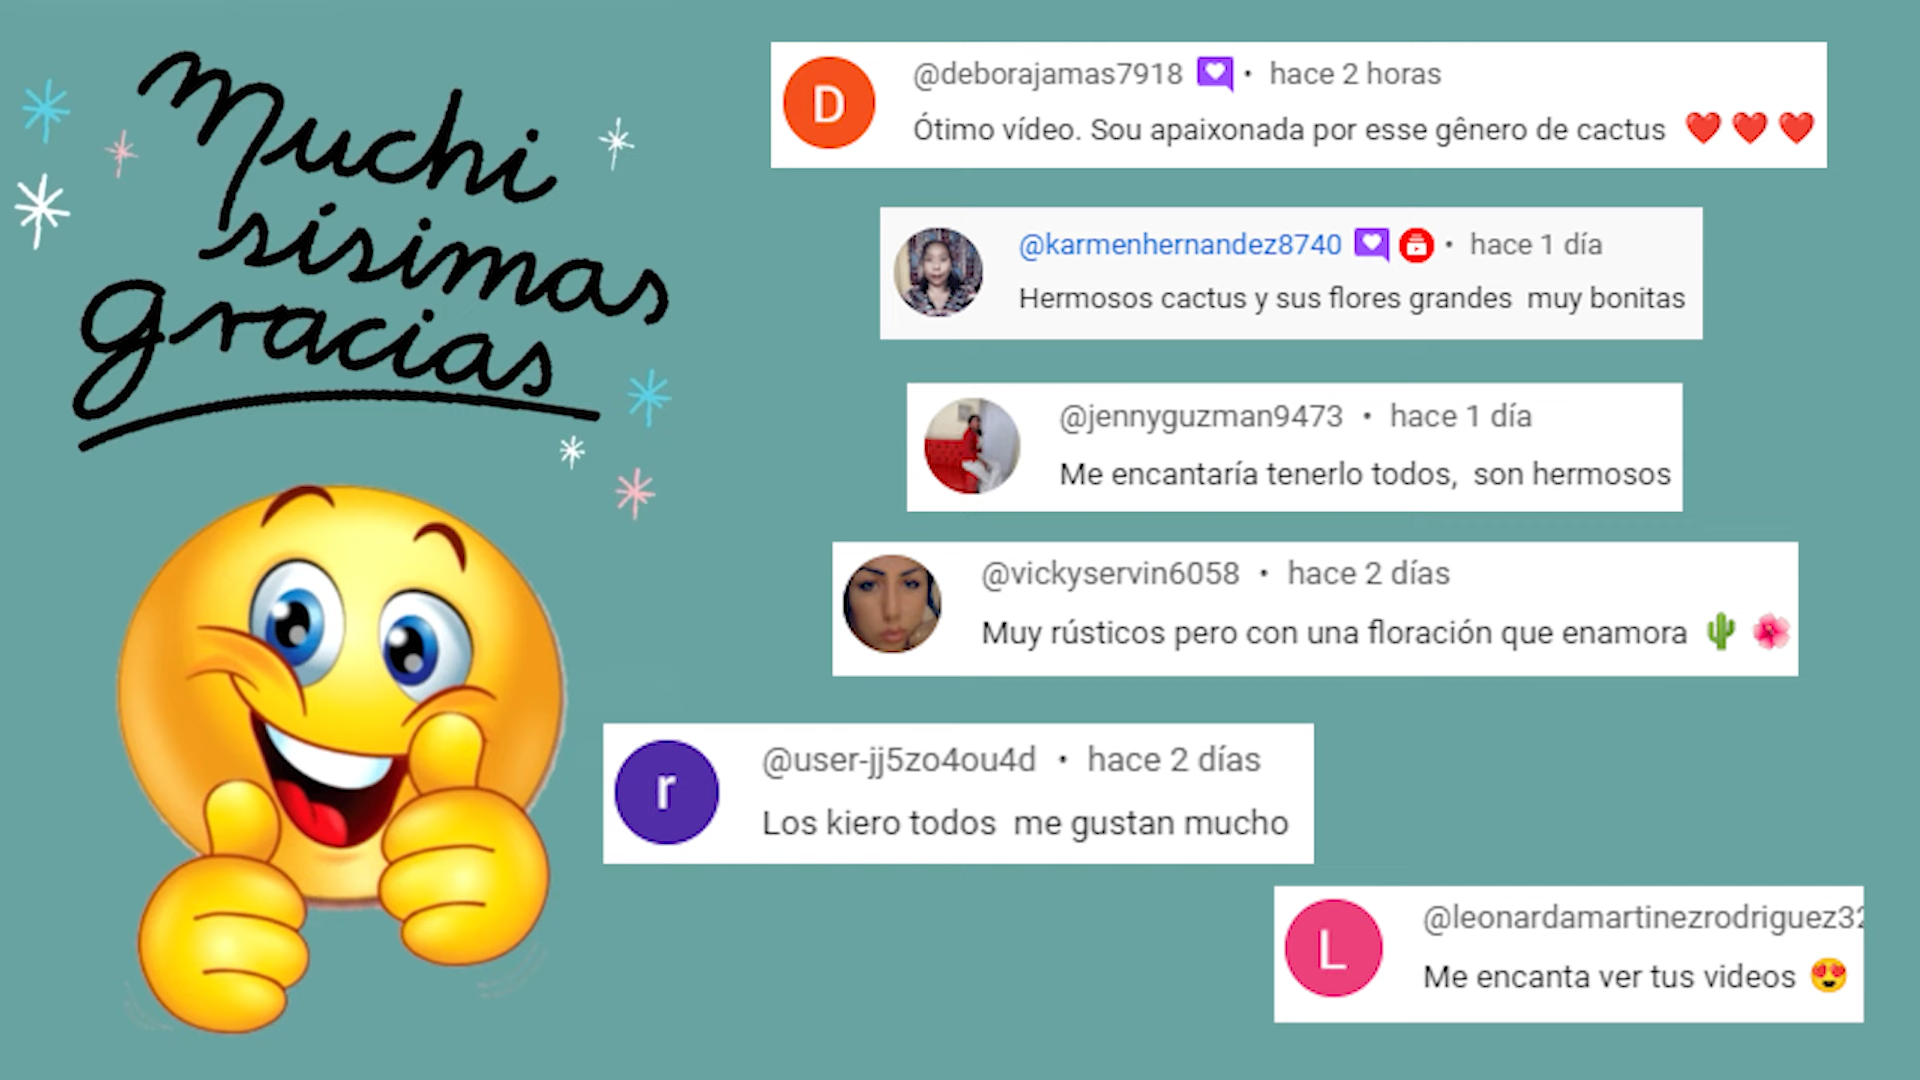 Muchi
sísimas
gracias
D
@deborajamas7918 • hace 2 horas
Ótimo vídeo. Sou apaixonada por esse gênero de cactus ❤️❤️❤️
@karmenhernandez8740 • hace 1 día
Hermosos cactus y sus flores grandes muy bonitas
@jennyguzman9473 • hace 1 día
Me encantaría tenerlo todos, son hermosos
@vickyservin6058 • hace 2 días
Muy rústicos pero con una floración que enamora 🌵 🌺
r
@user-jj5zo4ou4d • hace 2 días
Los kiero todos me gustan mucho
L
@leonardamartinezrodriguez32
Me encanta ver tus videos 😍